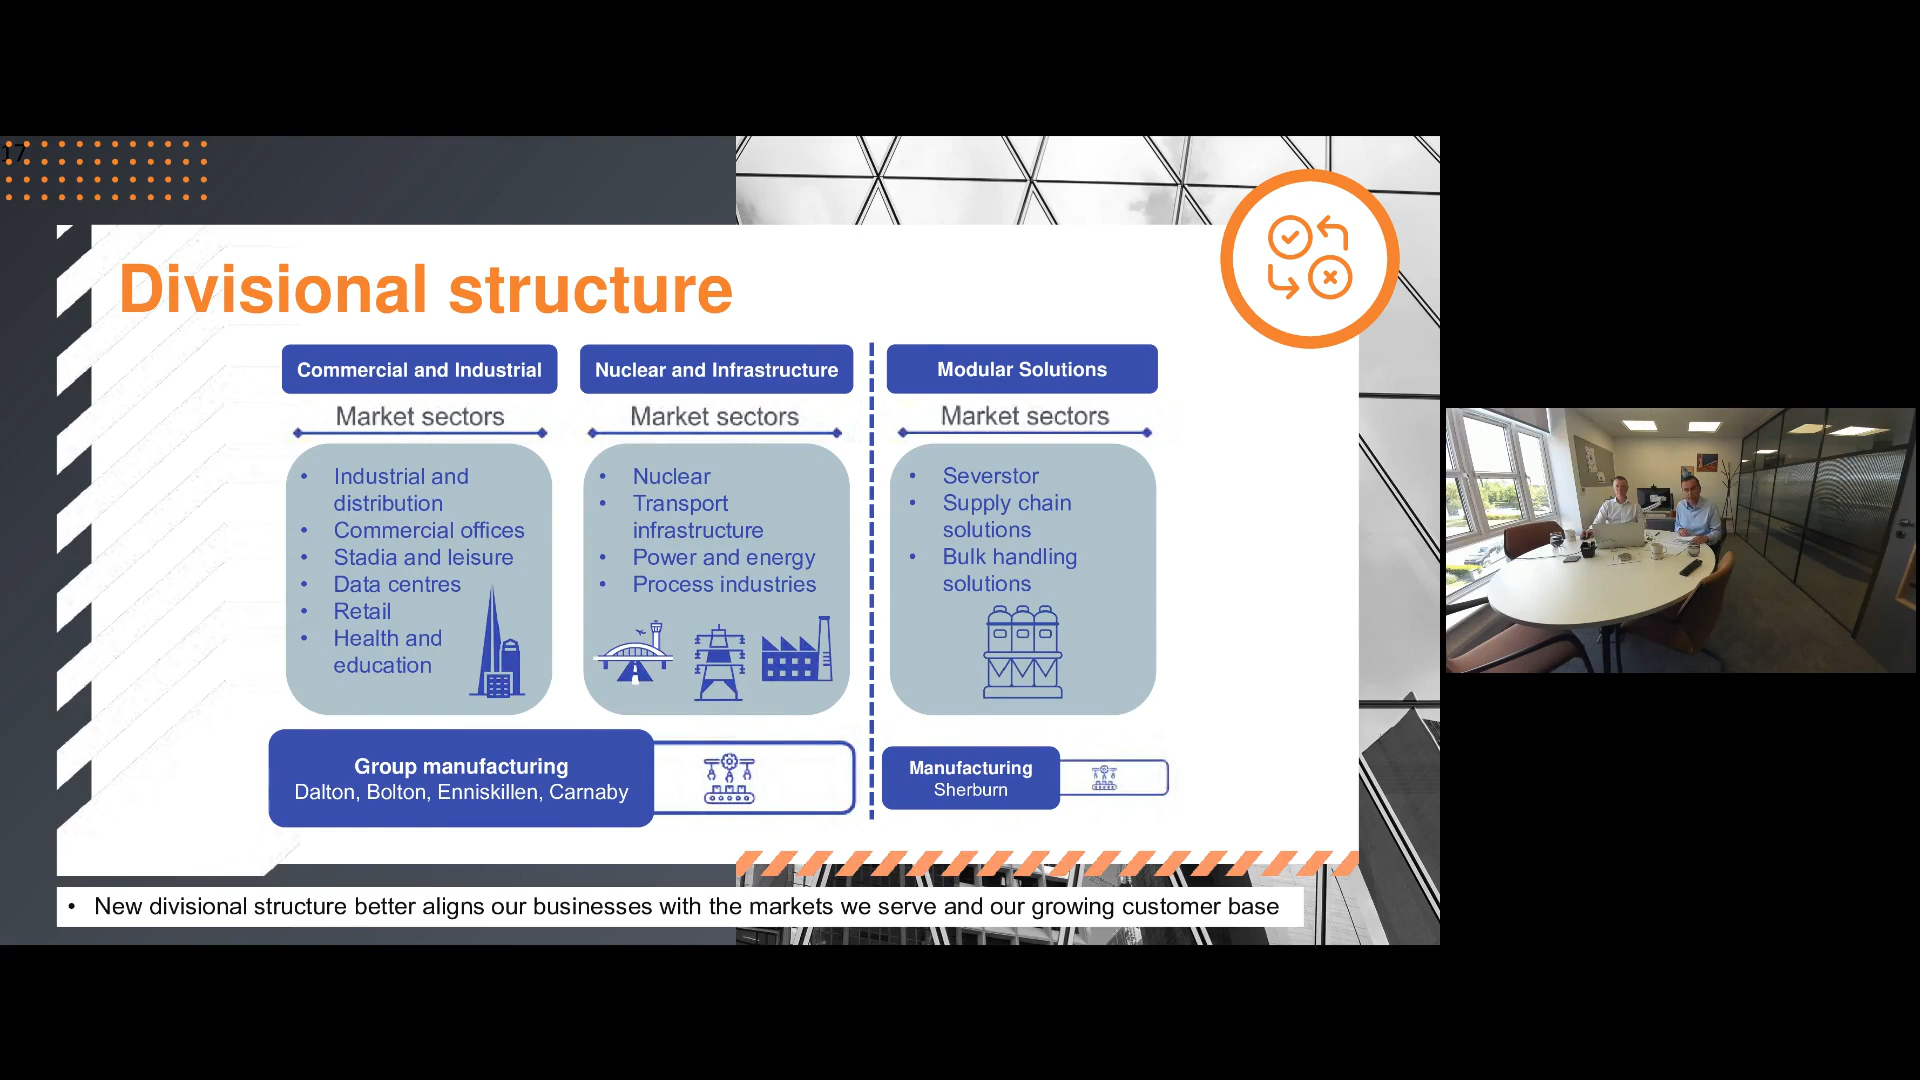 17
Divisional structure
Commercial and Industrial
Market sectors
• Industrial and
distribution
• Commercial offices
• Stadia and leisure
• Data centres
• Retail
• Health and
education
Nuclear and Infrastructure
Market sectors
• Nuclear
• Transport
infrastructure
• Power and energy
• Process industries
Modular Solutions
Market sectors
• Severstor
• Supply chain
solutions
• Bulk handling
solutions
Group manufacturing
Dalton, Bolton, Enniskillen, Carnaby
Manufacturing
Sherburn
• New divisional structure better aligns our businesses with the markets we serve and our growing customer base